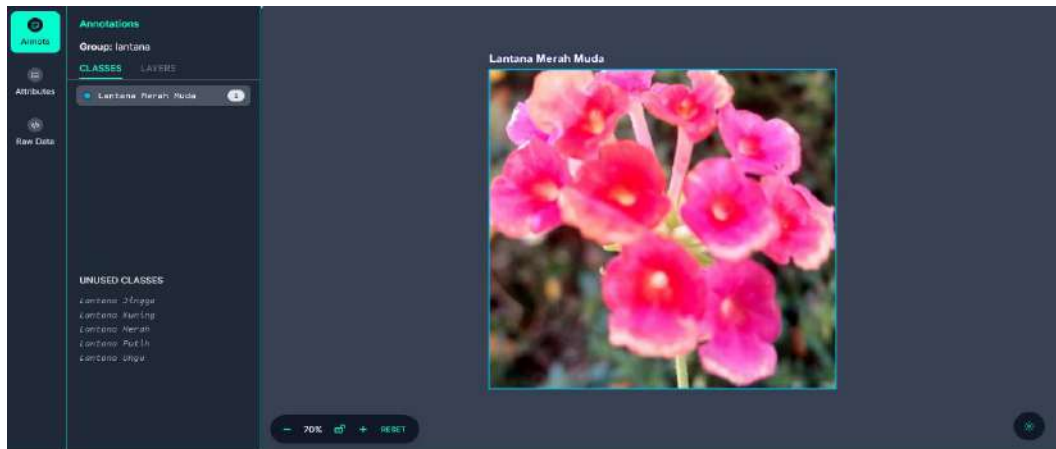 Annots
Attributes
Raw Data
Annotations
Group: lantana
CLASSES LAYERS
Lantana Merah Muda 1
UNUSED CLASSES
Lantana Jingga
Lantana Kuning
Lantana Merah
Lantana Putih
Lantana Ungu
Lantana Merah Muda
− 70% + RESET